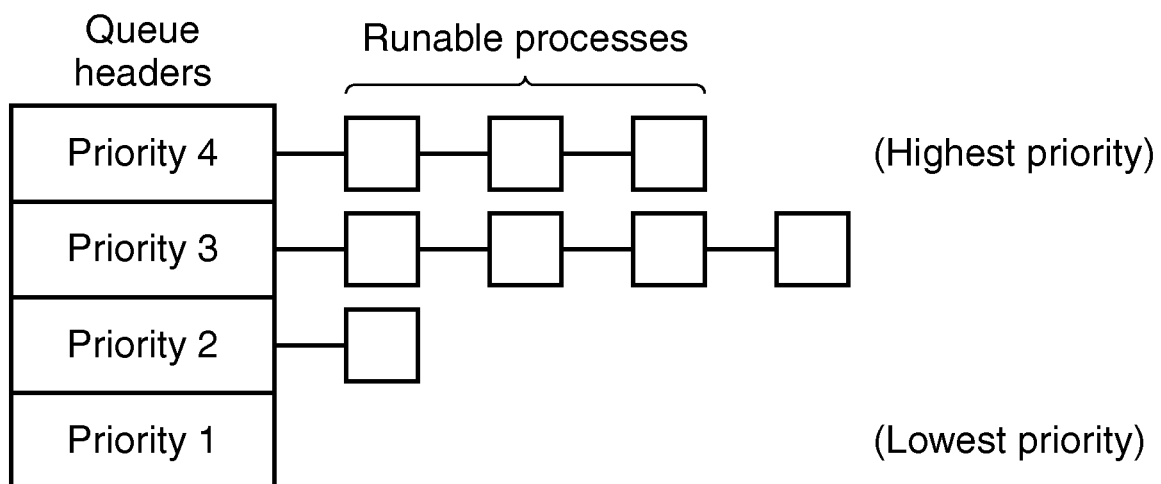 Queue
headers
Runable processes
Priority 4
(Highest priority)
Priority 3
Priority 2
Priority 1
(Lowest priority)